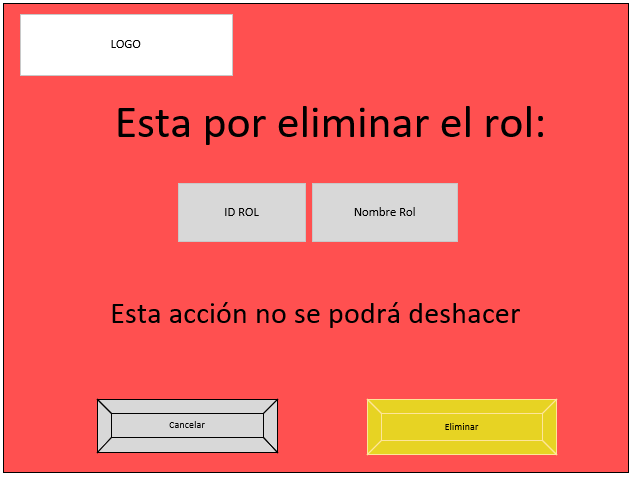 LOGO
Esta por eliminar el rol:
ID ROL
Nombre Rol
Esta acción no se podrá deshacer
Cancelar
Eliminar